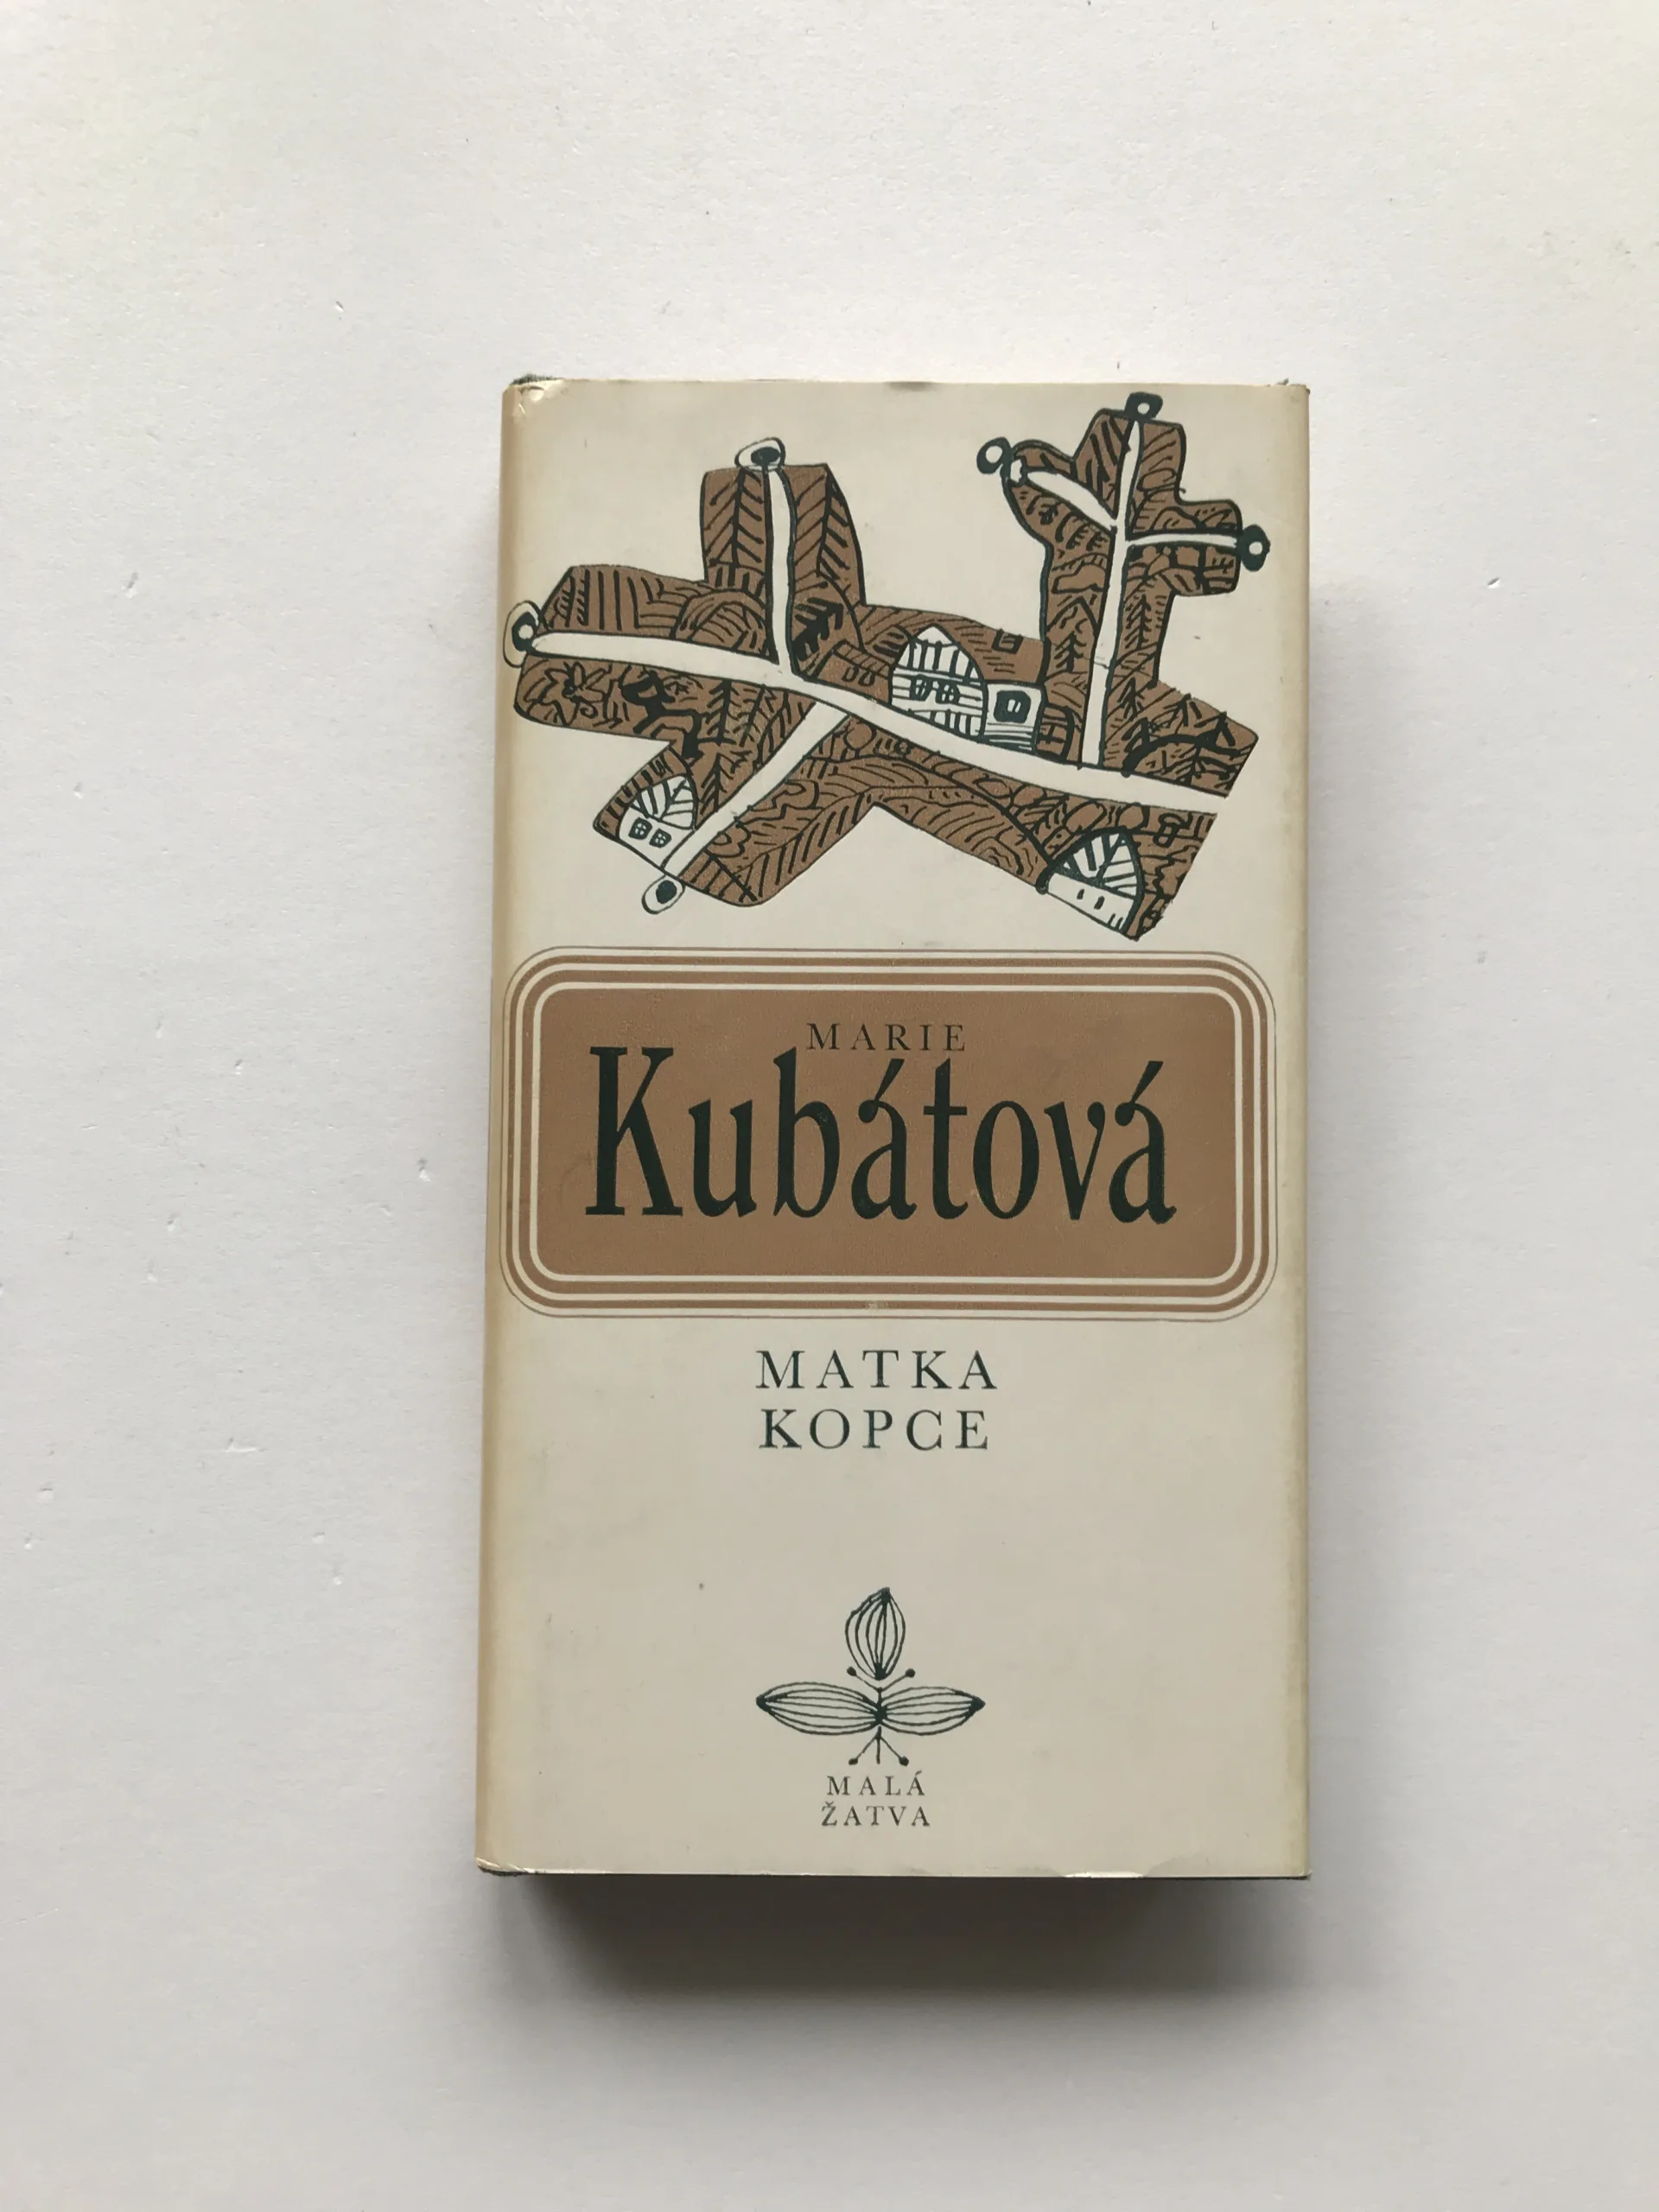 MARIE
Kubátová
MATKA
KOPCE
MALÁ
ŽATVA